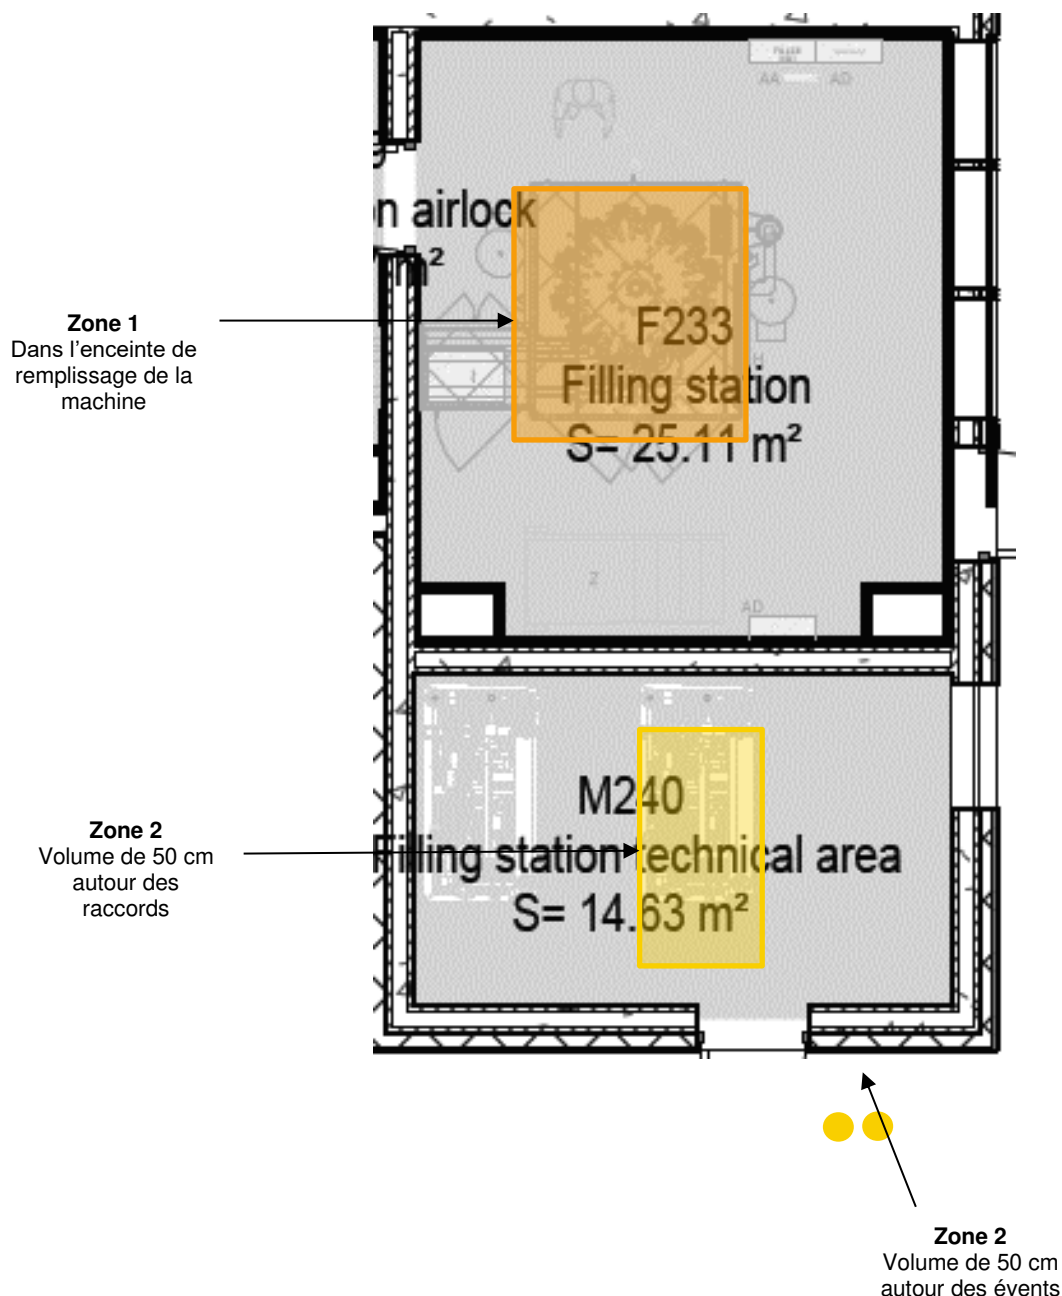 AA
AD
n airlock
m²
Zone 1
Dans l'enceinte de
remplissage de la
machine
F233
Filling station
S= 25.11 m²
H
Z
AD
M240
Filling station technical area
S= 14.63 m²
Zone 2
Volume de 50 cm
autour des
raccords
Zone 2
Volume de 50 cm
autour des évents